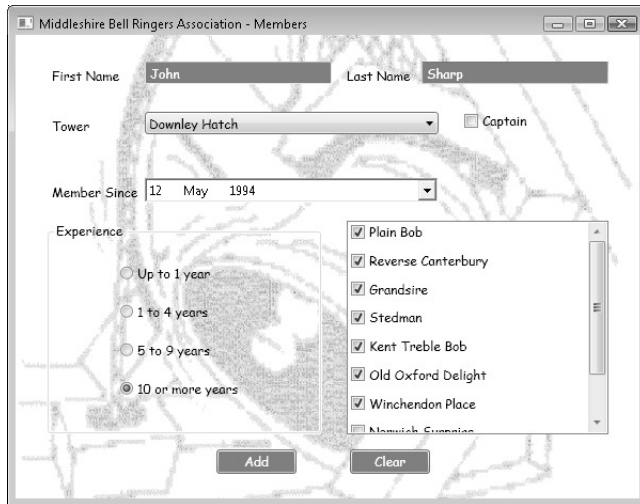 Middleshire Bell Ringers Association - Members
First Name John Last Name Sharp
Tower Downley Hatch Captain
Member Since 12 May 1994
Experience
Up to 1 year
1 to 4 years
5 to 9 years
10 or more years
Plain Bob
Reverse Canterbury
Grandsire
Stedman
Kent Treble Bob
Old Oxford Delight
Winchendon Place
Add Clear